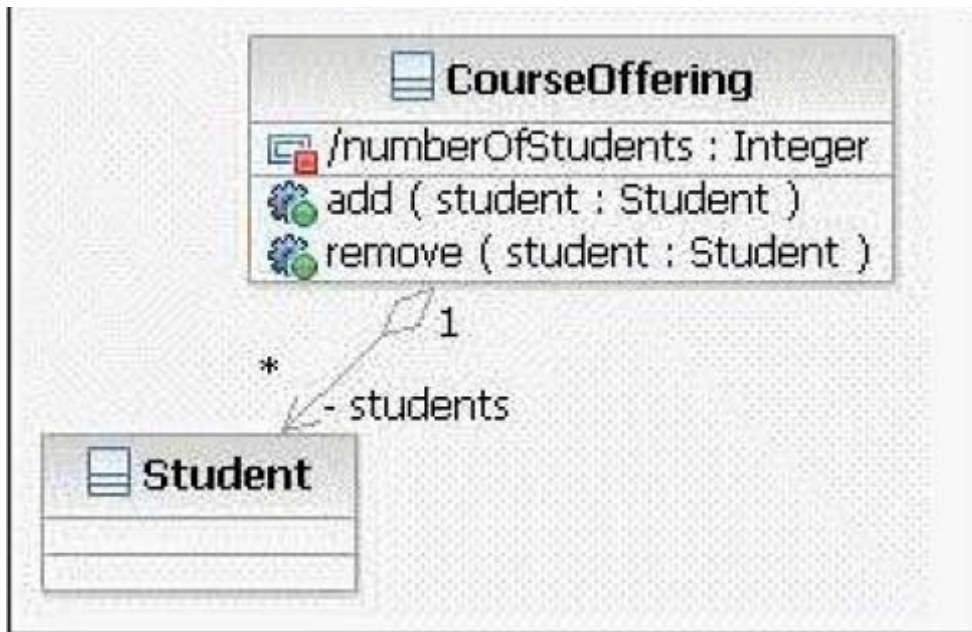 CourseOffering
/numberOfStudents : Integer
add ( student : Student )
remove ( student : Student )
1
*
- students
Student